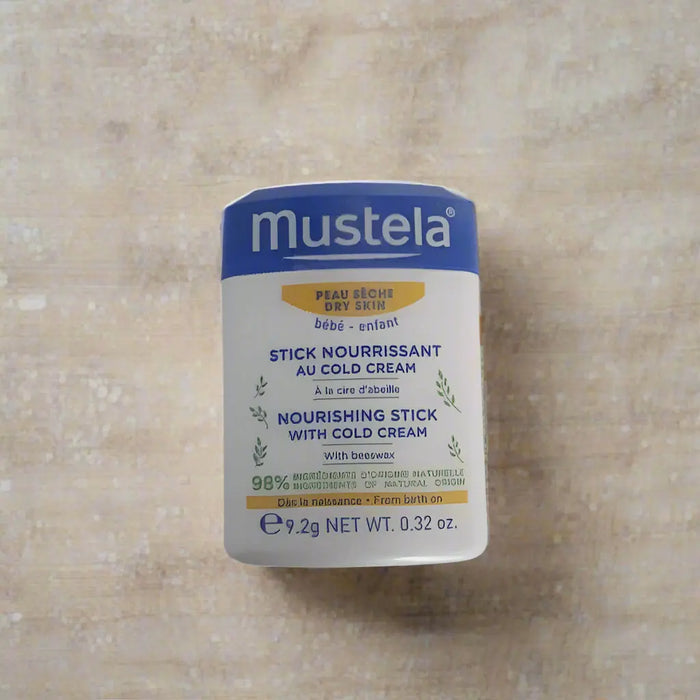 mustela®
PEAU SÈCHE
DRY SKIN
bébé - enfant
STICK NOURRISSANT
AU COLD CREAM
À la cire d'abeille
NOURISHING STICK
WITH COLD CREAM
With beeswax
98% INGRÉDIENTS D'ORIGINE NATURELLE
INGREDIENTS OF NATURAL ORIGIN
Dès la naissance • From birth on
℮ 9.2g NET WT. 0.32 oz.